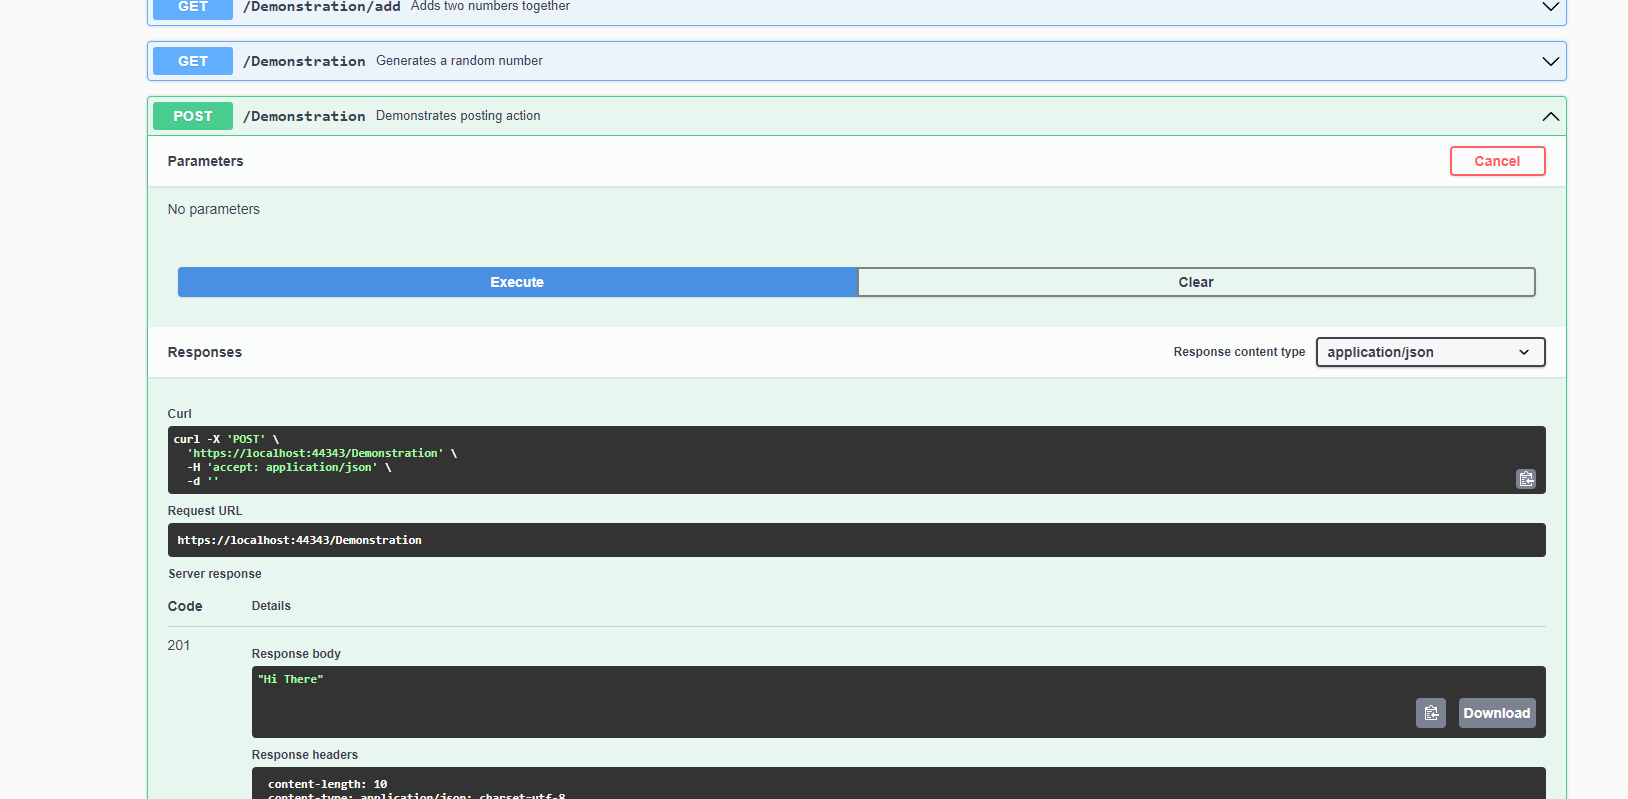 GET /Demonstration/add Adds two numbers together
GET /Demonstration Generates a random number
POST /Demonstration Demonstrates posting action
Parameters Cancel
No parameters
Execute Clear
Responses Response content type application/json
Curl
curl -X 'POST' \
'https://localhost:44343/Demonstration' \
-H 'accept: application/json' \
-d ''
Request URL
https://localhost:44343/Demonstration
Server response
Code Details
201
Response body
"Hi There"
Download
Response headers
content-length: 10
content-type: application/json; charset=utf-8